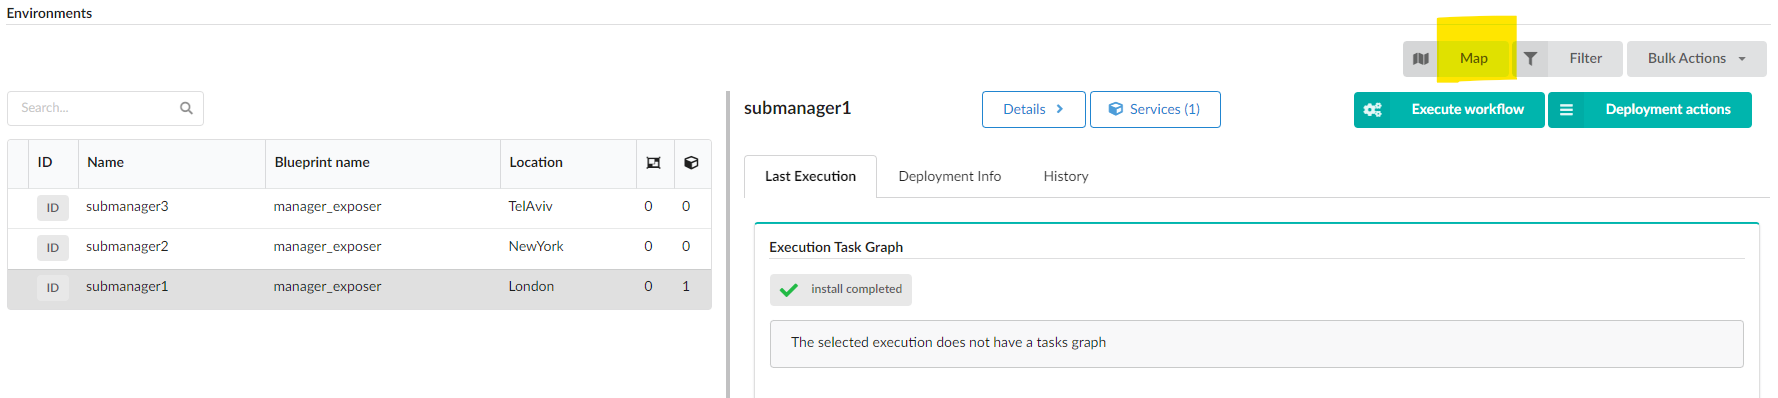 Environments
Map
Filter
Bulk Actions
Search...
submanager1
Details
Services (1)
Execute workflow
Deployment actions
ID Name Blueprint name Location
ID submanager3 manager_exposer TelAviv 0 0
ID submanager2 manager_exposer NewYork 0 0
ID submanager1 manager_exposer London 0 1
Last Execution Deployment Info History
Execution Task Graph
install completed
The selected execution does not have a tasks graph